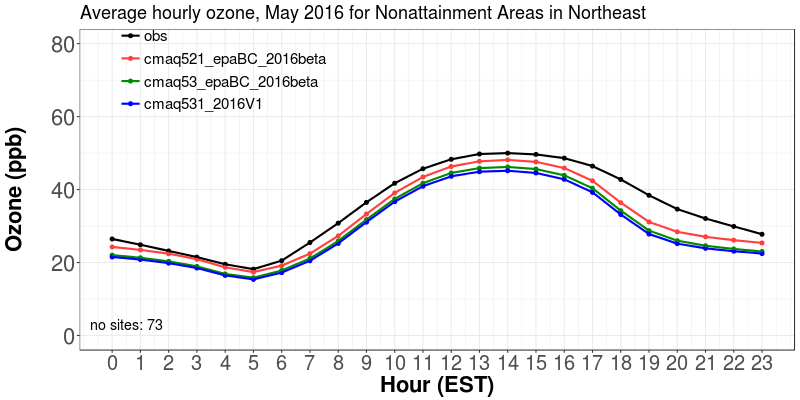 Average hourly ozone, May 2016 for Nonattainment Areas in Northeast
obs
cmaq521_epaBC_2016beta
cmaq53_epaBC_2016beta
cmaq531_2016V1
80
60
40
20
0
Ozone (ppb)
no sites: 73
0 1 2 3 4 5 6 7 8 9 10 11 12 13 14 15 16 17 18 19 20 21 22 23
Hour (EST)